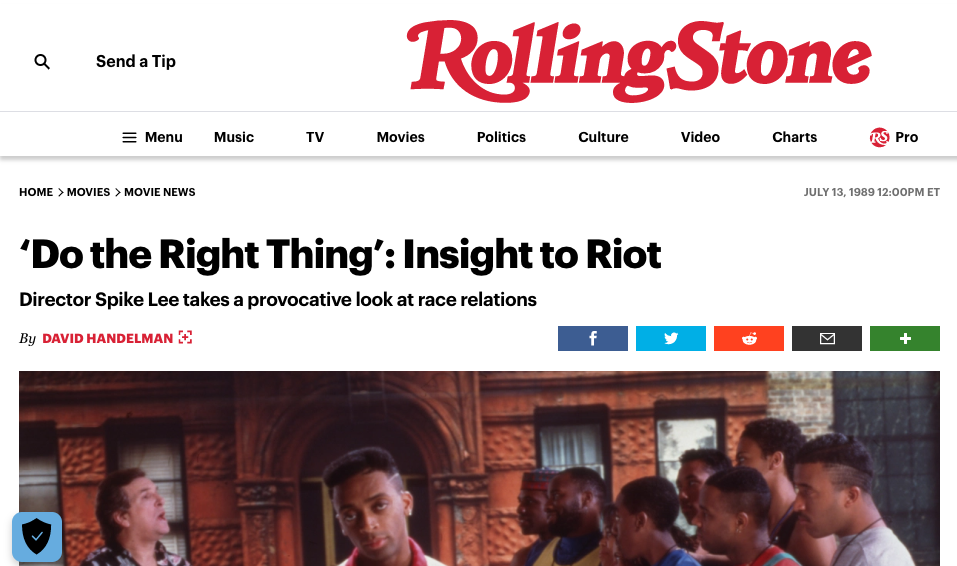 Send a Tip
RollingStone
Menu Music TV Movies Politics Culture Video Charts RS Pro
HOME > MOVIES > MOVIE NEWS JULY 13, 1989 12:00PM ET
‘Do the Right Thing’: Insight to Riot
Director Spike Lee takes a provocative look at race relations
By DAVID HANDELMAN